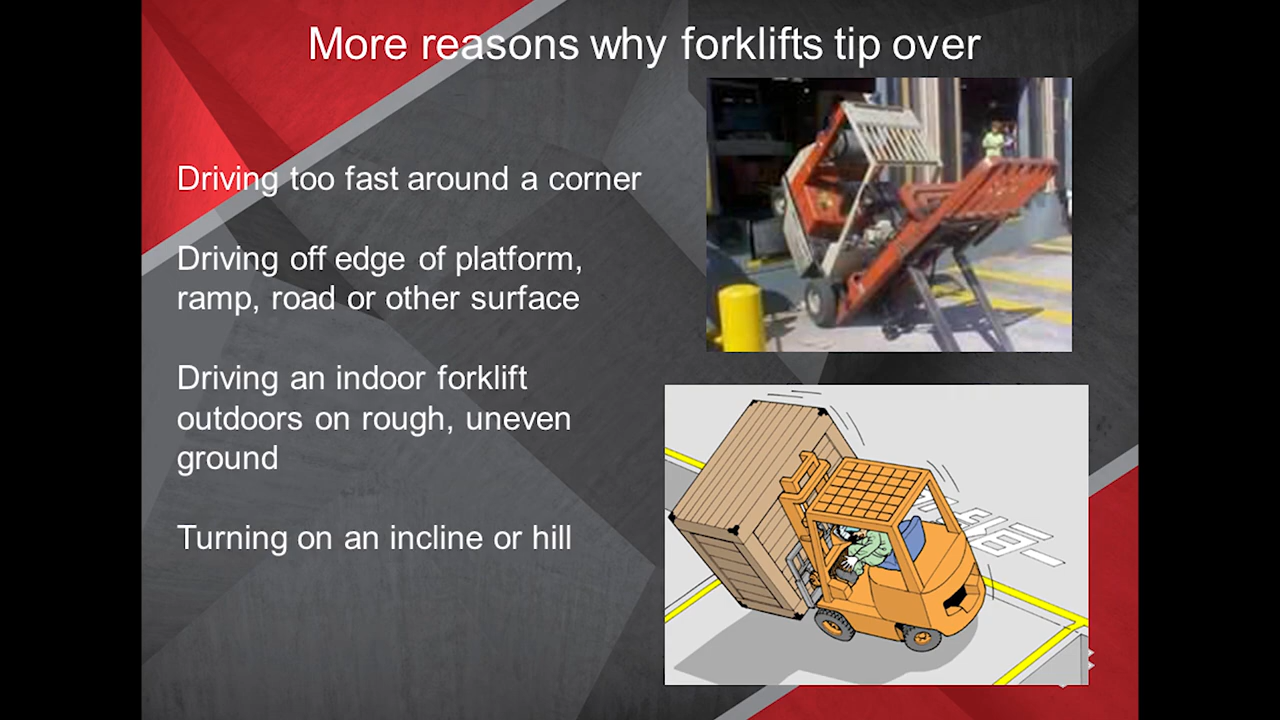 More reasons why forklifts tip over
Driving too fast around a corner
Driving off edge of platform,
ramp, road or other surface
Driving an indoor forklift
outdoors on rough, uneven
ground
Turning on an incline or hill